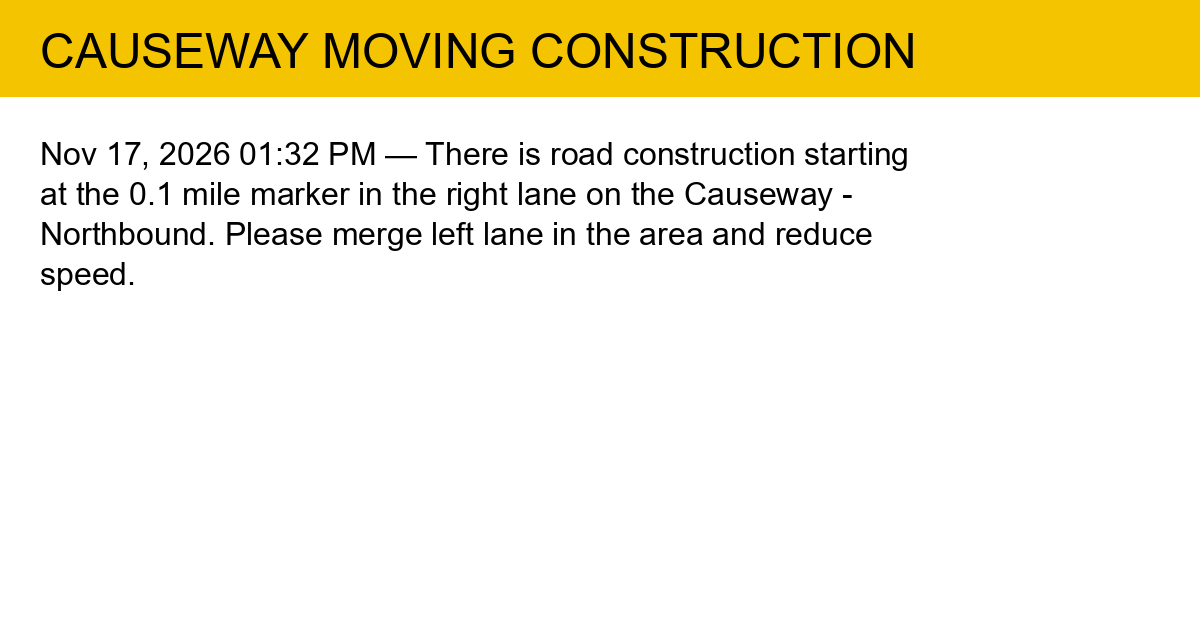 CAUSEWAY MOVING CONSTRUCTION
Nov 17, 2026 01:32 PM — There is road construction starting
at the 0.1 mile marker in the right lane on the Causeway -
Northbound. Please merge left lane in the area and reduce
speed.